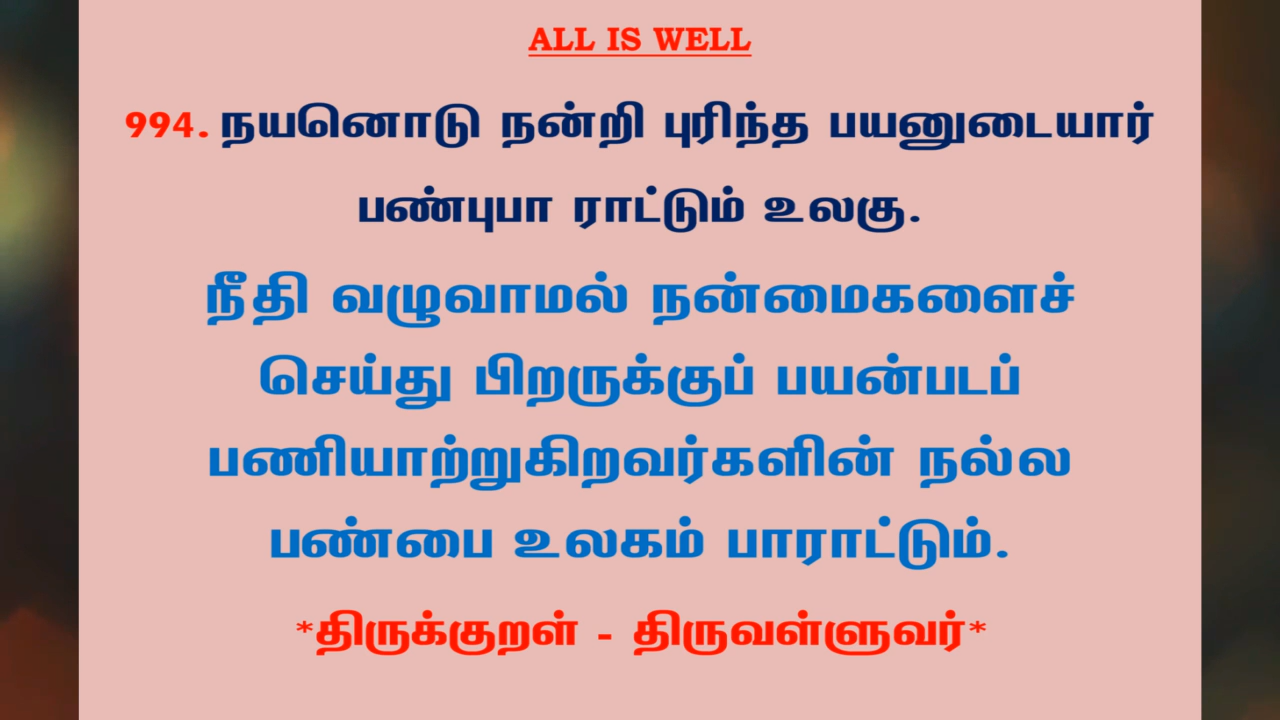 ALL IS WELL
994. நயனொடு நன்றி புரிந்த பயனுடையார்
பண்புபா ராட்டும் உலகு.
நீதி வழுவாமல் நன்மைகளைச்
செய்து பிறருக்குப் பயன்படப்
பணியாற்றுகிறவர்களின் நல்ல
பண்பை உலகம் பாராட்டும்.
*திருக்குறள் - திருவள்ளுவர்*